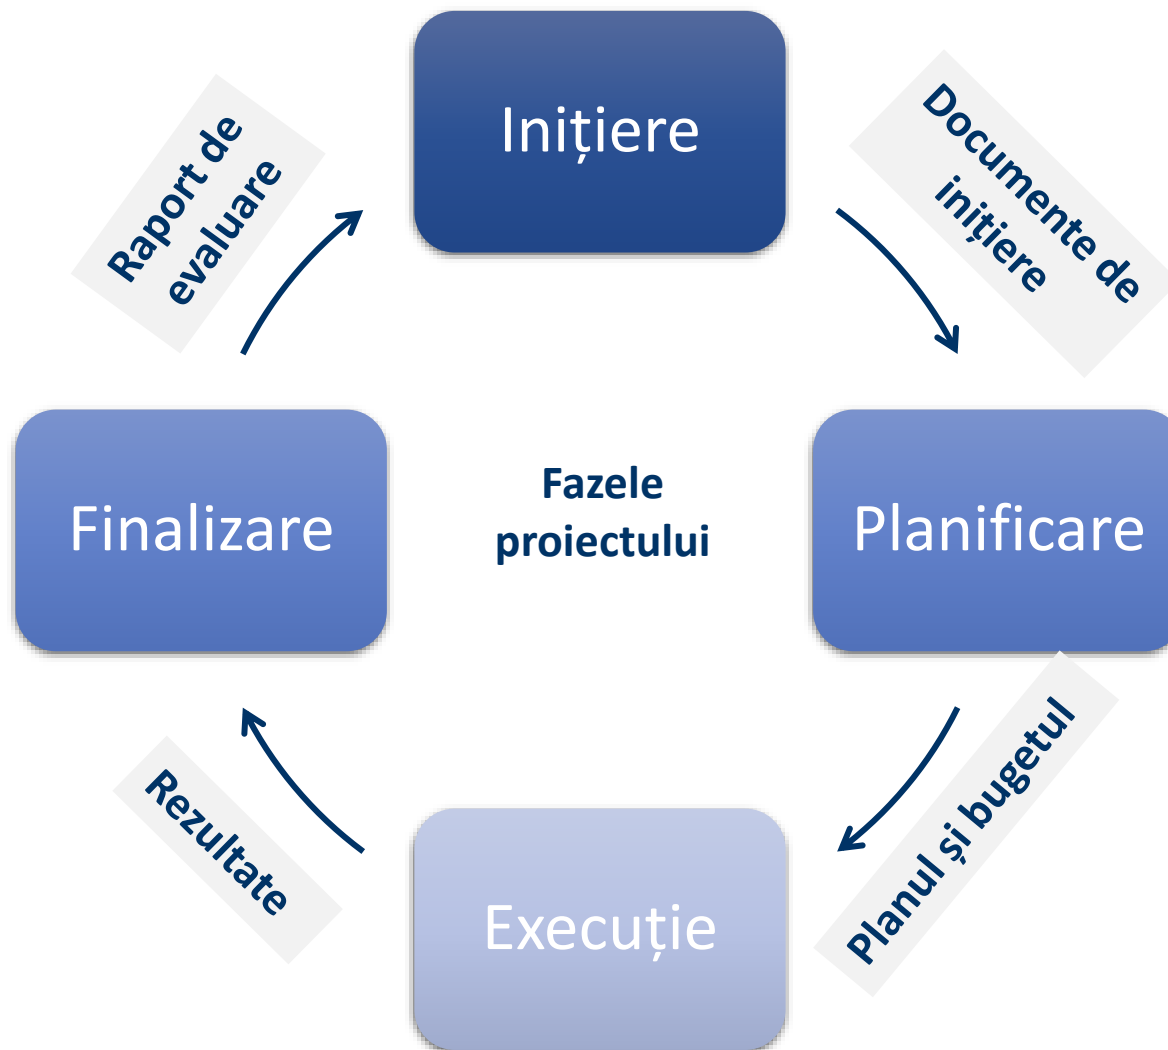 Inițiere
Documente de
inițiere
Raport de
evaluare
Finalizare
Fazele
proiectului
Planificare
Rezultate
Planul și bugetul
Execuție